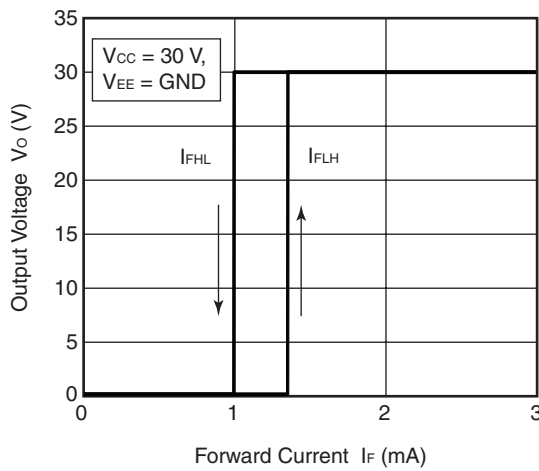 35
30
25
20
15
10
5
0
Output Voltage VO (V)
VCC = 30 V,
VEE = GND
IFHL
IFLH
0 1 2 3
Forward Current IF (mA)